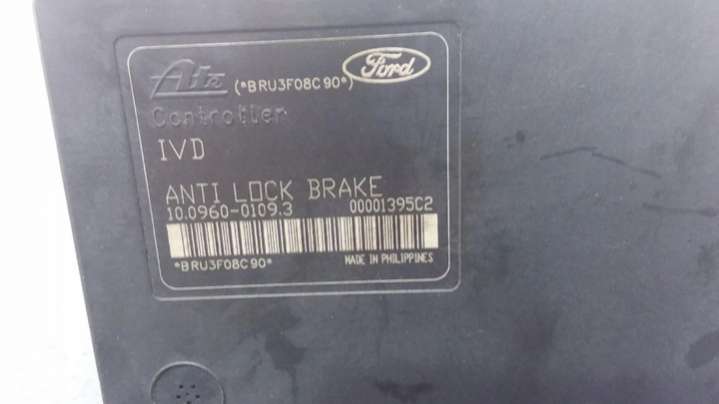 Ate (*BRU3F08C90*) Ford
Controller
IVD
ANTI LOCK BRAKE
10.0960-0109.3 00001395C2
*BRU3F08C90* MADE IN PHILIPPINES